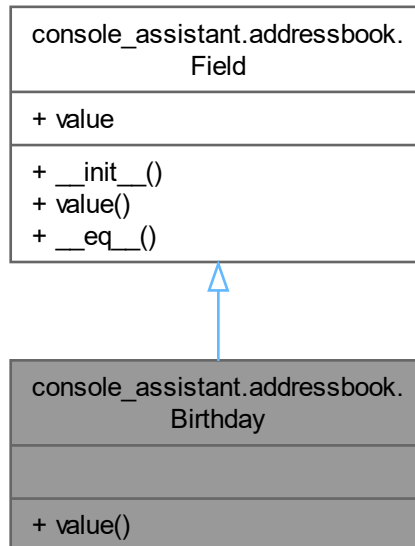 console_assistant.addressbook.
Field
+ value
+ __init__()
+ value()
+ __eq__()
console_assistant.addressbook.
Birthday
+ value()